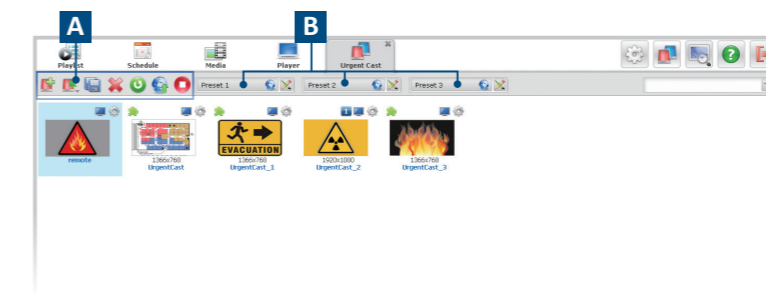 A
B
Playlist
Schedule
Media
Player
Urgent Cast
Preset 1
Preset 2
Preset 3
?
remote
1366x768
UrgentCast
EVACUATION
1366x768
UrgentCast_1
1
1920x1080
UrgentCast_2
1366x768
UrgentCast_3